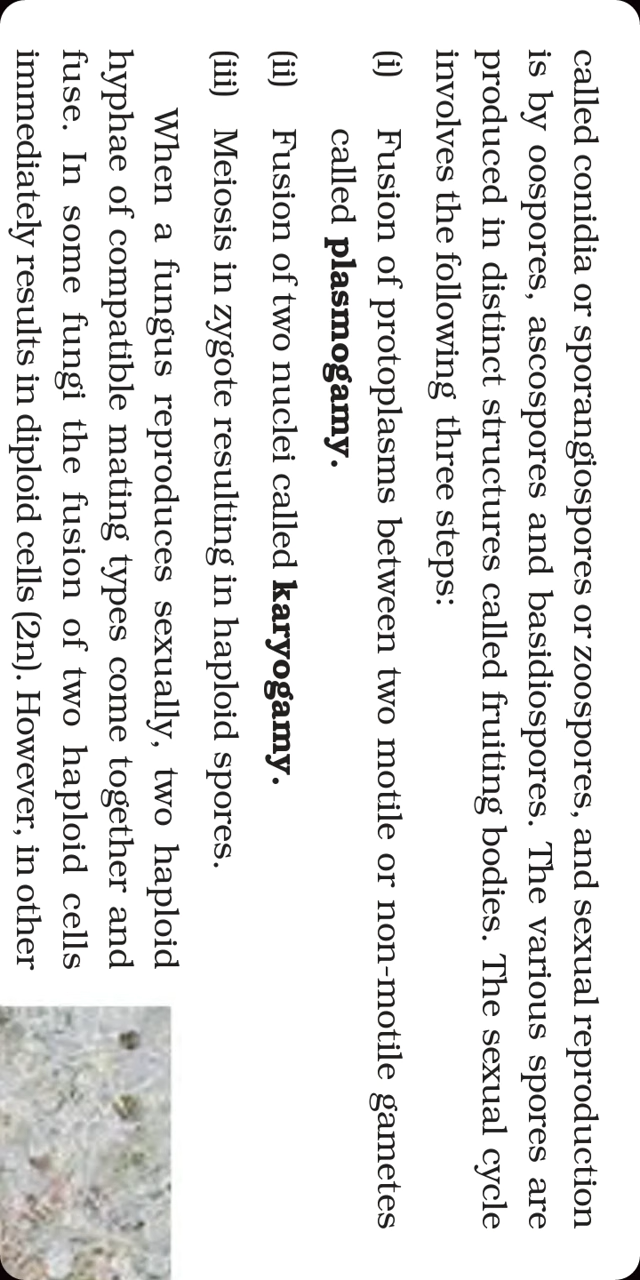 called conidia or sporangiospores or zoospores, and sexual reproduction
is by oospores, ascospores and basidiospores. The various spores are
produced in distinct structures called fruiting bodies. The sexual cycle
involves the following three steps:
(i) Fusion of protoplasms between two motile or non-motile gametes
called plasmogamy.
(ii) Fusion of two nuclei called karyogamy.
(iii) Meiosis in zygote resulting in haploid spores.
When a fungus reproduces sexually, two haploid
hyphae of compatible mating types come together and
fuse. In some fungi the fusion of two haploid cells
immediately results in diploid cells (2n). However, in other